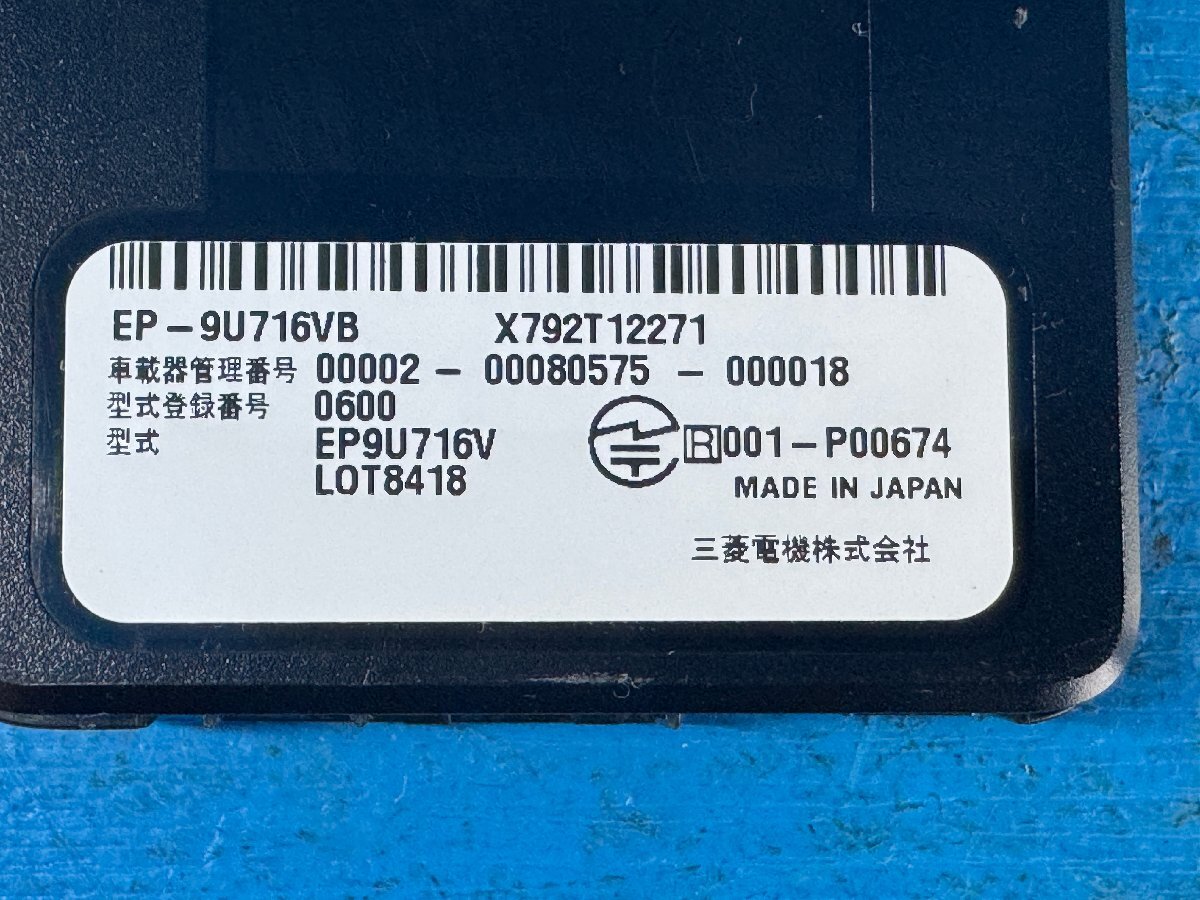 EP-9U716VB X792T12271
車載器管理番号 00002 - 00080575 - 000018
型式登録番号 0600
型式 EP9U716V R 001-P00674
LOT8418 MADE IN JAPAN
三菱電機株式会社